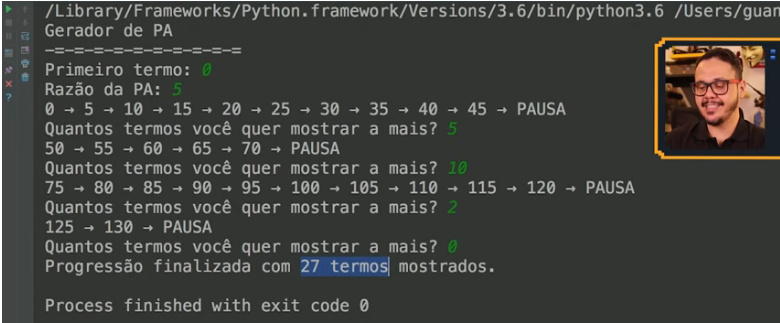 /Library/Frameworks/Python.framework/Versions/3.6/bin/python3.6 /Users/guan
Gerador de PA
-=-=-=-=-=-=-=-=-=-=
Primeiro termo: 0
Razão da PA: 5
0 → 5 → 10 → 15 → 20 → 25 → 30 → 35 → 40 → 45 → PAUSA
Quantos termos você quer mostrar a mais? 5
50 → 55 → 60 → 65 → 70 → PAUSA
Quantos termos você quer mostrar a mais? 10
75 → 80 → 85 → 90 → 95 → 100 → 105 → 110 → 115 → 120 → PAUSA
Quantos termos você quer mostrar a mais? 2
125 → 130 → PAUSA
Quantos termos você quer mostrar a mais? 0
Progressão finalizada com 27 termos mostrados.
Process finished with exit code 0